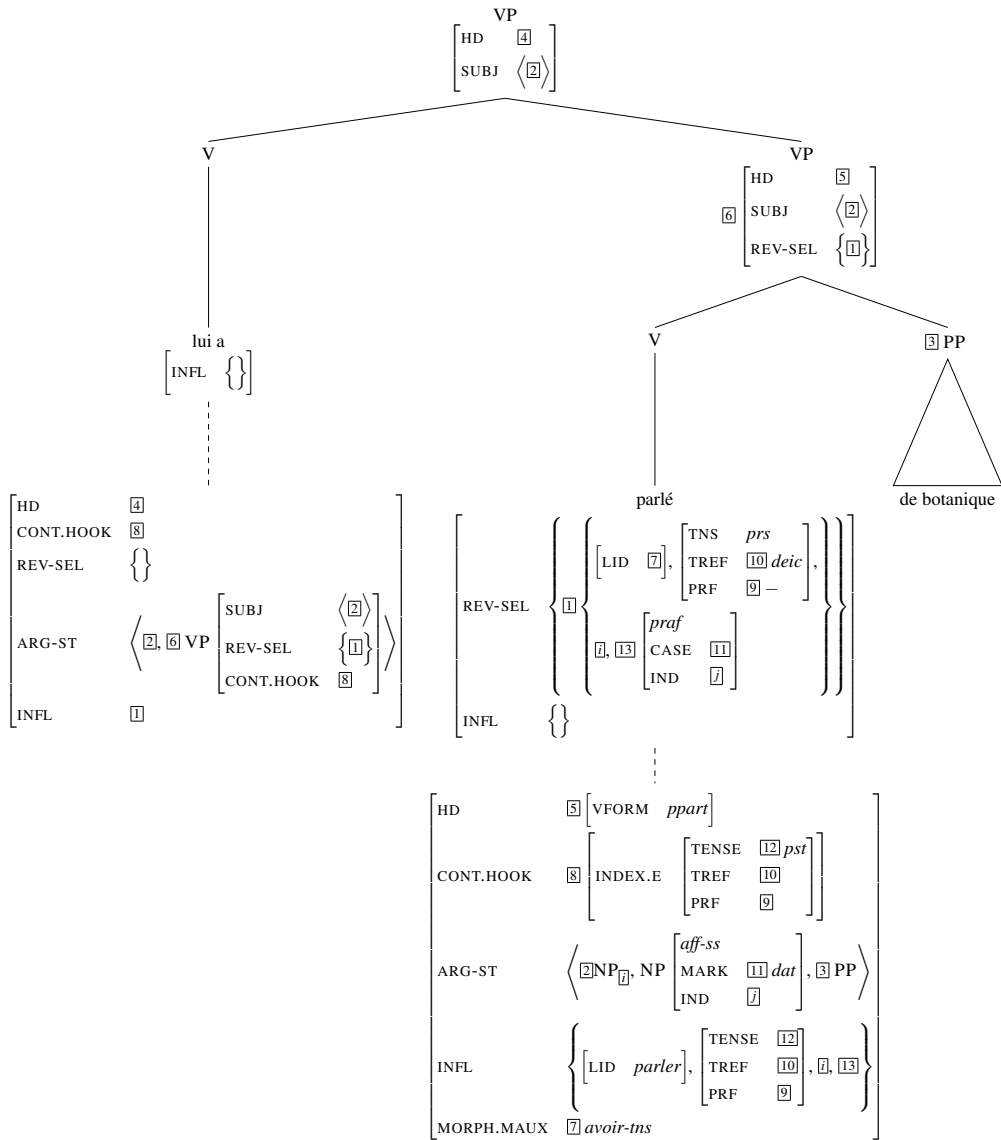 VP
HD 4
SUBJ ⟨2⟩
V VP
6 HD 5
SUBJ ⟨2⟩
REV-SEL {1}
lui a V 3 PP
INFL {}
parlé de botanique
HD 4
CONT.HOOK 8
REV-SEL {}
ARG-ST ⟨2, 6 VP [SUBJ ⟨2⟩
REV-SEL {1}
CONT.HOOK 8]⟩
INFL 1
REV-SEL {1 {[LID 7], [TNS prs
TREF 10 deic
PRF 9 −],
i, 13 [praf
CASE 11
IND j]}}
INFL {}
HD 5 [VFORM ppart]
CONT.HOOK 8 [INDEX.E [TENSE 12 pst
TREF 10
PRF 9]]
ARG-ST ⟨2NPi, NP [aff-ss
MARK 11 dat
IND j], 3 PP⟩
INFL {[LID parler], [TENSE 12
TREF 10
PRF 9], i, 13}
MORPH.MAUX 7 avoir-tns